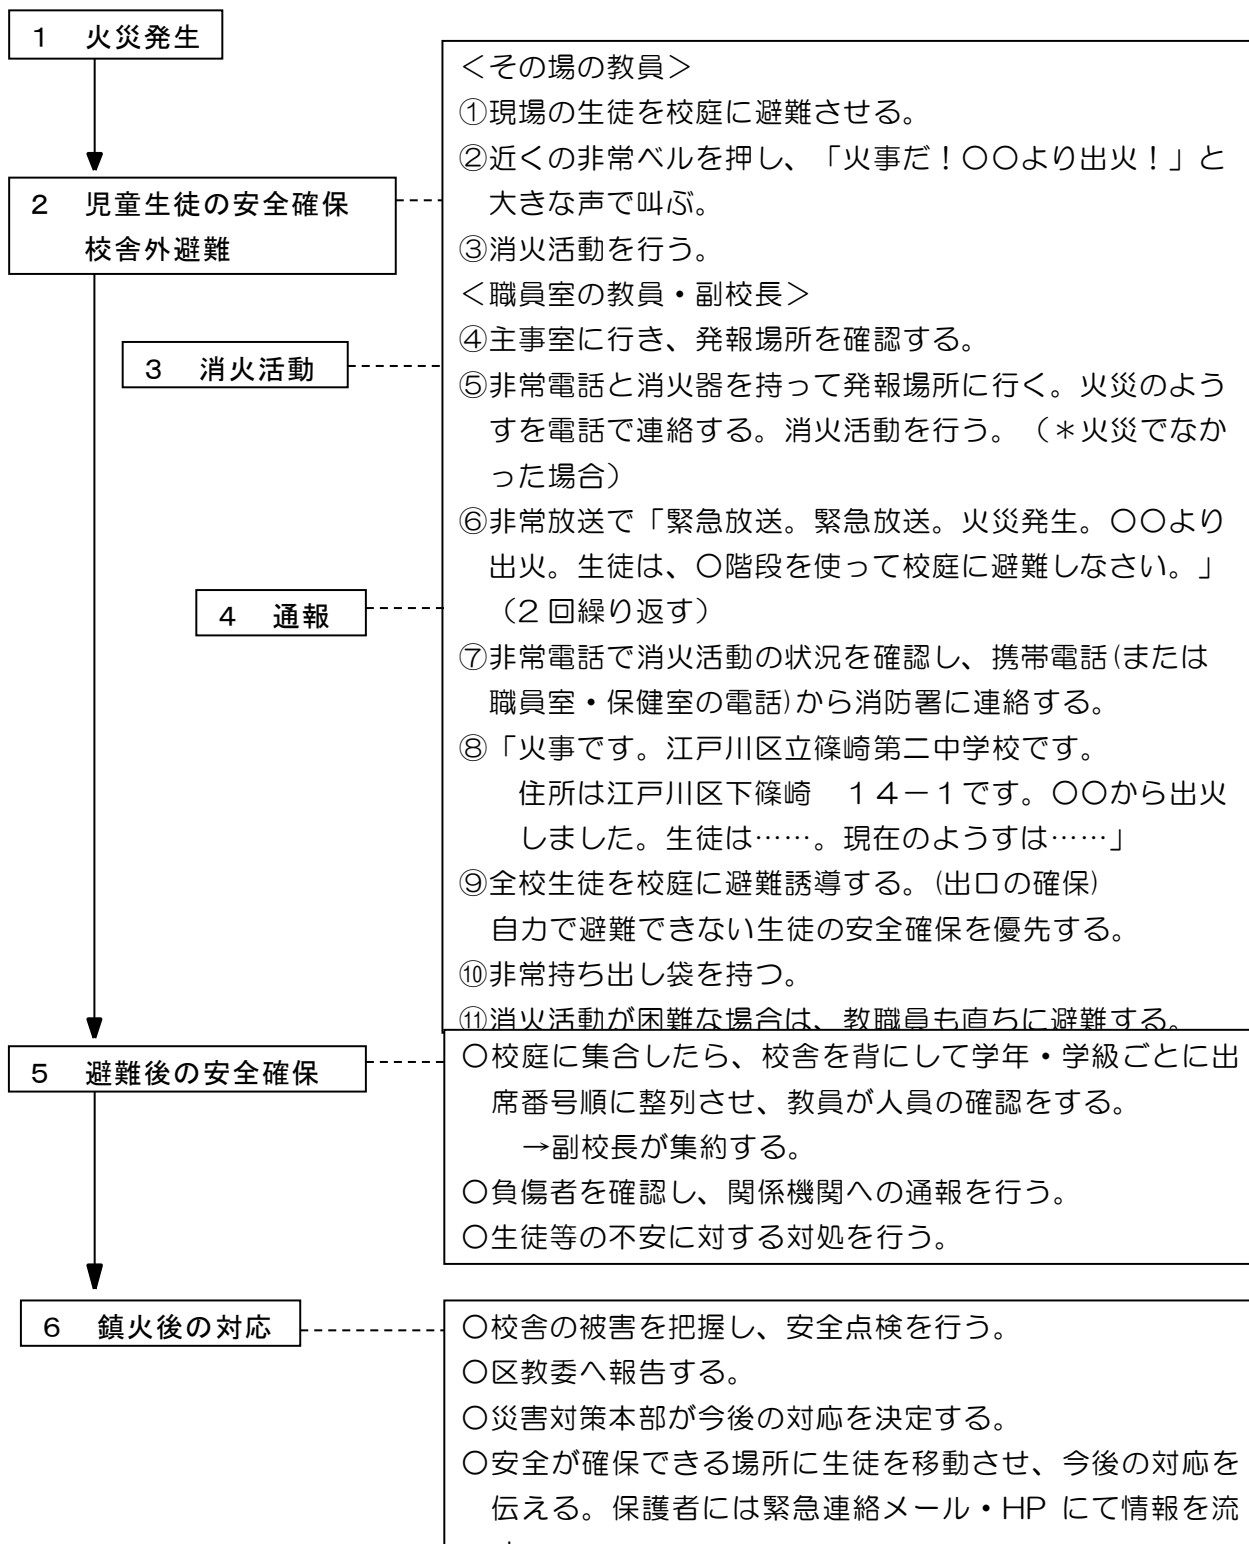 １　火災発生
２　児童生徒の安全確保
校舎外避難
３　消火活動
４　通報
５　避難後の安全確保
６　鎮火後の対応
＜その場の教員＞
①現場の生徒を校庭に避難させる。
②近くの非常ベルを押し、「火事だ！〇〇より出火！」と
大きな声で叫ぶ。
③消火活動を行う。
＜職員室の教員・副校長＞
④主事室に行き、発報場所を確認する。
⑤非常電話と消火器を持って発報場所に行く。火災のよう
すを電話で連絡する。消火活動を行う。（＊火災でなか
った場合）
⑥非常放送で「緊急放送。緊急放送。火災発生。〇〇より
出火。生徒は、〇階段を使って校庭に避難しなさい。」
（２回繰り返す）
⑦非常電話で消火活動の状況を確認し、携帯電話(または
職員室・保健室の電話)から消防署に連絡する。
⑧「火事です。江戸川区立篠崎第二中学校です。
住所は江戸川区下篠崎　１４－１です。〇〇から出火
しました。生徒は……。現在のようすは……」
⑨全校生徒を校庭に避難誘導する。(出口の確保)
自力で避難できない生徒の安全確保を優先する。
⑩非常持ち出し袋を持つ。
⑪消火活動が困難な場合は、教職員も直ちに避難する。
〇校庭に集合したら、校舎を背にして学年・学級ごとに出
席番号順に整列させ、教員が人員の確認をする。
→副校長が集約する。
〇負傷者を確認し、関係機関への通報を行う。
〇生徒等の不安に対する対処を行う。
〇校舎の被害を把握し、安全点検を行う。
〇区教委へ報告する。
〇災害対策本部が今後の対応を決定する。
〇安全が確保できる場所に生徒を移動させ、今後の対応を
伝える。保護者には緊急連絡メール・HP にて情報を流